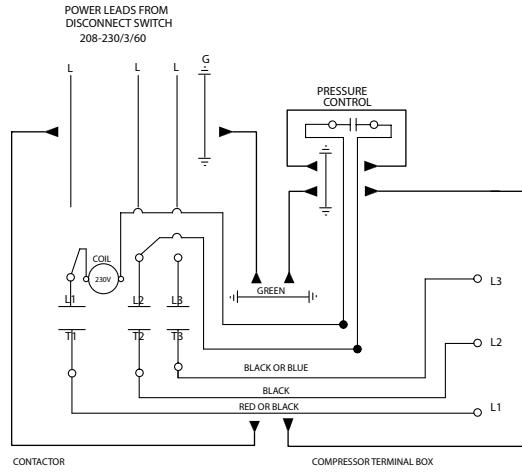 POWER LEADS FROM
DISCONNECT SWITCH
208-230/3/60
L
L
L
G
PRESSURE
CONTROL
COIL
230V
L1
L2
L3
GREEN
T1
T2
T3
L3
L2
L1
BLACK OR BLUE
BLACK
RED OR BLACK
CONTACTOR
COMPRESSOR TERMINAL BOX